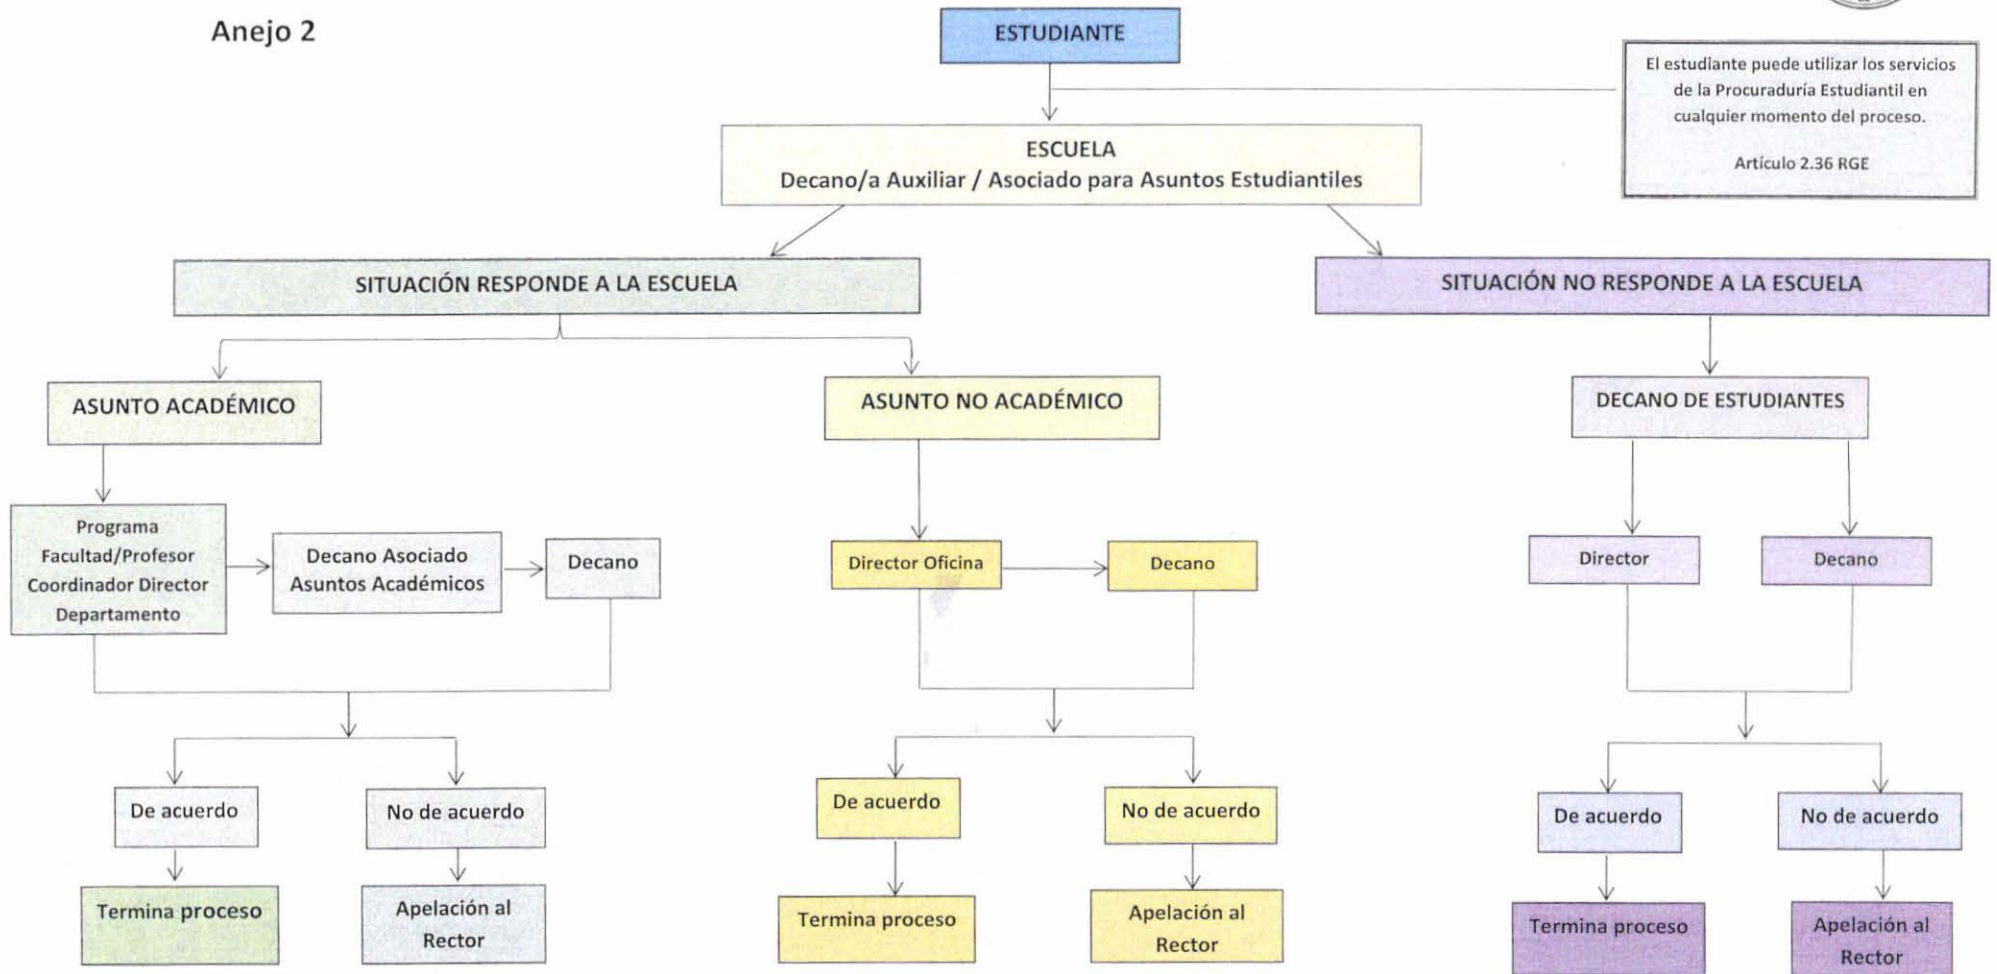 Anejo 2
ESTUDIANTE
El estudiante puede utilizar los servicios
de la Procuraduría Estudiantil en
cualquier momento del proceso.
Artículo 2.36 RGE
ESCUELA
Decano/a Auxiliar / Asociado para Asuntos Estudiantiles
SITUACIÓN RESPONDE A LA ESCUELA
SITUACIÓN NO RESPONDE A LA ESCUELA
ASUNTO ACADÉMICO
ASUNTO NO ACADÉMICO
DECANO DE ESTUDIANTES
Programa
Facultad/Profesor
Coordinador Director
Departamento
Decano Asociado
Asuntos Académicos
Decano
Director Oficina
Decano
Director
Decano
De acuerdo
No de acuerdo
De acuerdo
No de acuerdo
De acuerdo
No de acuerdo
Termina proceso
Apelación al
Rector
Termina proceso
Apelación al
Rector
Termina proceso
Apelación al
Rector